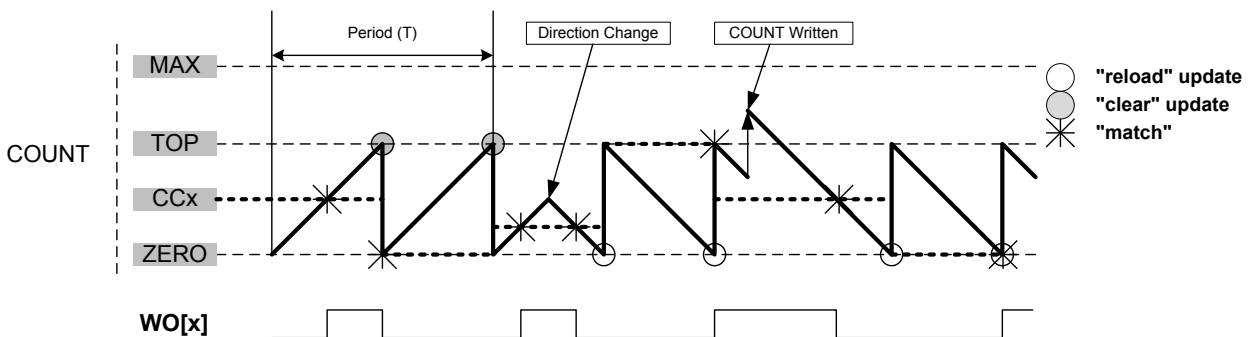 Period (T)
Direction Change
COUNT Written
MAX
"reload" update
"clear" update
TOP
"match"
COUNT
CCx
ZERO
WO[x]